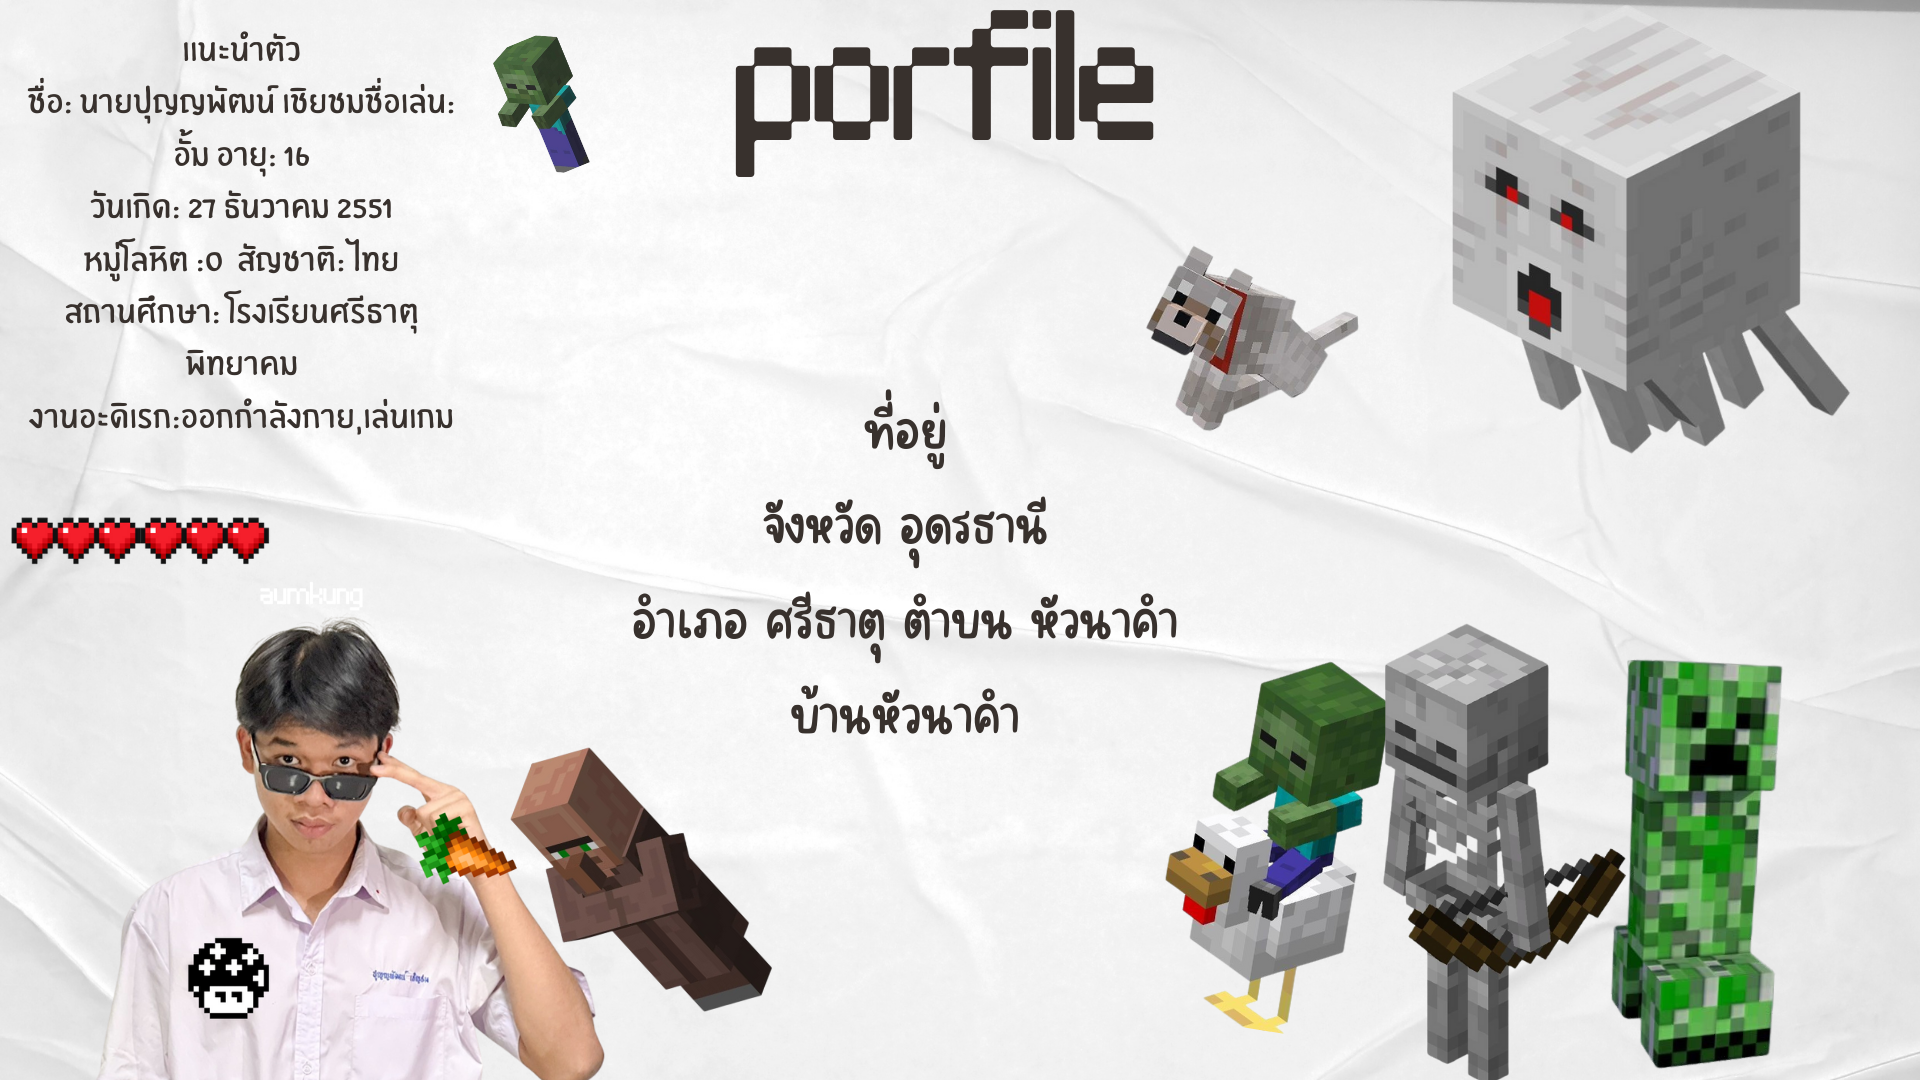 porfile
แนะนำตัว
ชื่อ: นายปุญญพัฒน์ เชิยชมชื่อเล่น:
อั้ม อายุ: 16
วันเกิด: 27 ธันวาคม 2551
หมู่โลหิต :O สัญชาติ: ไทย
สถานศึกษา: โรงเรียนศรีธาตุ
พิทยาคม
งานอะดิเรก:ออกกำลังกาย,เล่นเกม
ที่อยู่
จังหวัด อุดรธานี
อำเภอ ศรีธาตุ ตำบน หัวนาคำ
บ้านหัวนาคำ
aumkung